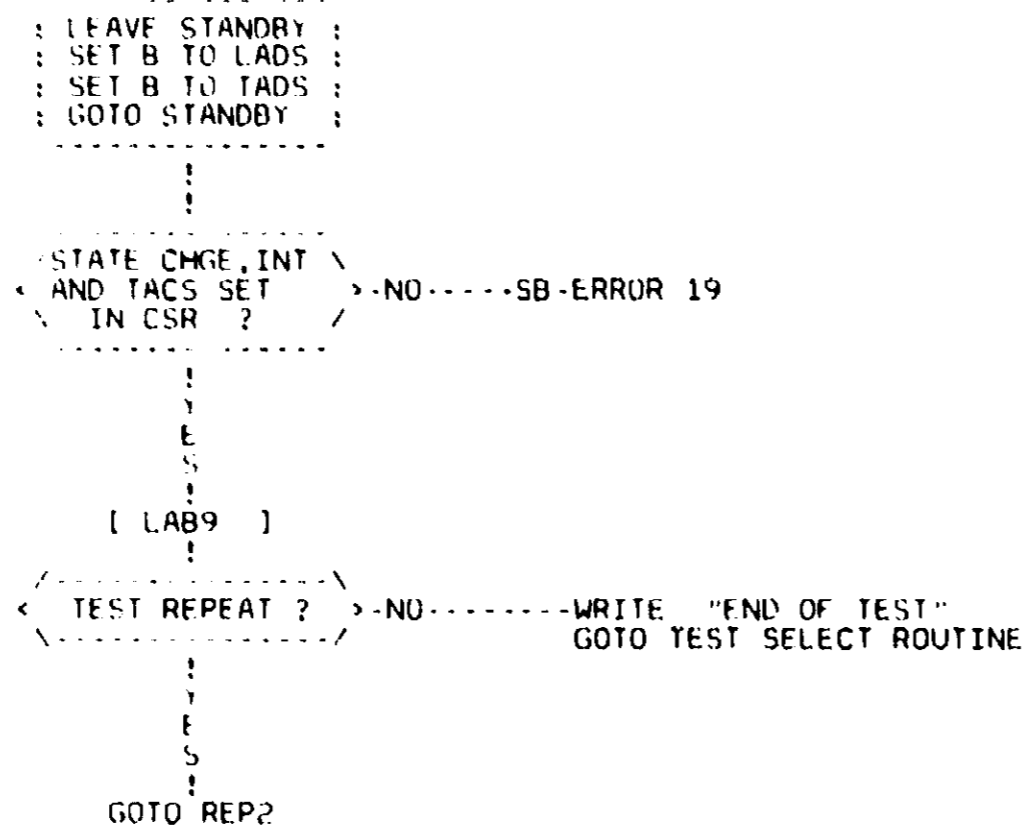 : LEAVE STANDBY :
: SET B TO LADS :
: SET B TO TADS :
: GOTO STANDBY :
STATE CHGE,INT
AND TACS SET
IN CSR ?
-NO-----SB-ERROR 19
YES
[ LAB9 ]
TEST REPEAT ?
-NO--------WRITE "END OF TEST"
GOTO TEST SELECT ROUTINE
YES
GOTO REP2